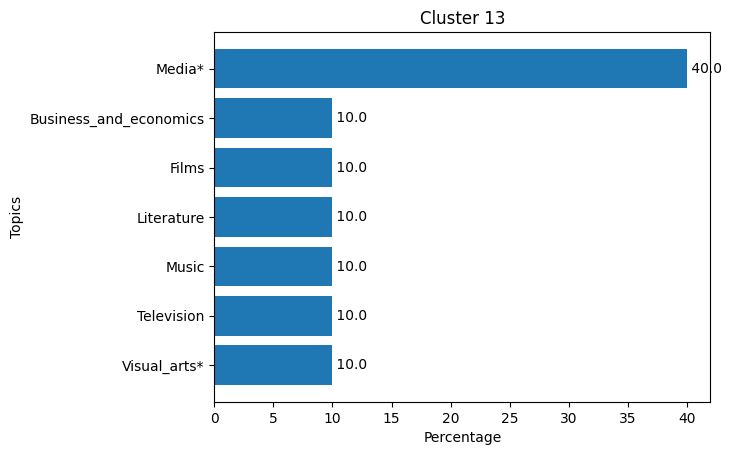 Cluster 13
Media* 40.0
Business_and_economics 10.0
Films 10.0
Literature 10.0
Music 10.0
Television 10.0
Visual_arts* 10.0
Topics
0 5 10 15 20 25 30 35 40
Percentage